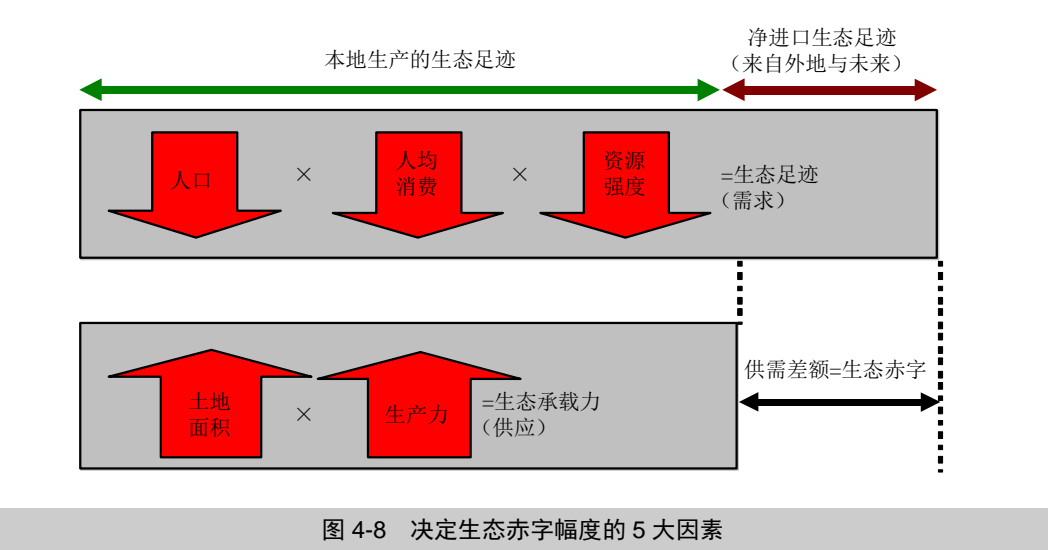 本地生产的生态足迹
净进口生态足迹
（来自外地与未来）
人口
×
人均
消费
×
资源
强度
=生态足迹
（需求）
土地
面积
×
生产力
=生态承载力
（供应）
供需差额=生态赤字
图 4-8 决定生态赤字幅度的 5 大因素